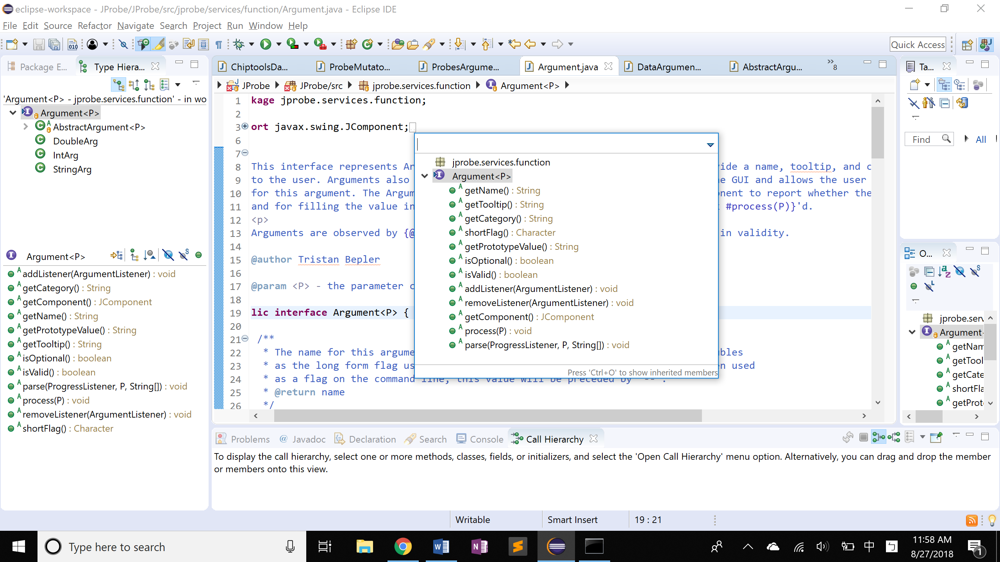 eclipse-workspace - JProbe/JProbe/src/jprobe/services/function/Argument.java - Eclipse IDE
File Edit Source Refactor Navigate Search Project Run Window Help
Quick Access
Package E...
Type Hiera...
'Argument<P> - jprobe.services.function' - in wo
Argument<P>
AbstractArgument<P>
DoubleArg
IntArg
StringArg
Argument<P>
addListener(ArgumentListener) : void
getCategory() : String
getComponent() : JComponent
getName() : String
getPrototypeValue() : String
getTooltip() : String
isOptional() : boolean
isValid() : boolean
parse(ProgressListener, P, String[]) : void
process(P) : void
removeListener(ArgumentListener) : void
shortFlag() : Character
ChiptoolsDa...
ProbeMutato...
ProbesArgume...
Argument.java
DataArgumen...
AbstractArgu...
»8
JProbe
JProbe/src
jprobe.services.function
Argument<P>
1 kage jprobe.services.function;
2
3 ort javax.swing.JComponent;
6
7
8 This interface represents Ar vide a name, tooltip, and c
9 to the user. Arguments also e GUI and allows the user
10 for this argument. The Argum nent to report whether the
11 and for filling the value in #process(P)}'d.
12 <p>
13 Arguments are observed by {@ in validity.
14
15 @author Tristan Bepler
16
17 @param <P> - the parameter c
18
19 lic interface Argument<P> {
20
21 /**
22 * The name for this argume bles
23 * as the long form flag us n used
24 * as a flag on the command line, this value will be preceded by "--".
25 * @return name
26 */
jprobe.services.function
Argument<P>
getName() : String
getTooltip() : String
getCategory() : String
shortFlag() : Character
getPrototypeValue() : String
isOptional() : boolean
isValid() : boolean
addListener(ArgumentListener) : void
removeListener(ArgumentListener) : void
getComponent() : JComponent
process(P) : void
parse(ProgressListener, P, String[]) : void
Press 'Ctrl+O' to show inherited members
Ta...
Find
All
O...
jprobe.serv
Argument
getNam
getTool
getCate
shortFla
getProt
Problems
@ Javadoc
Declaration
Search
Console
Call Hierarchy
To display the call hierarchy, select one or more methods, classes, fields, or initializers, and select the 'Open Call Hierarchy' menu option. Alternatively, you can drag and drop the member
or members onto this view.
Writable
Smart Insert
19 : 21
Type here to search
中
ㄅ
11:58 AM
8/27/2018
1